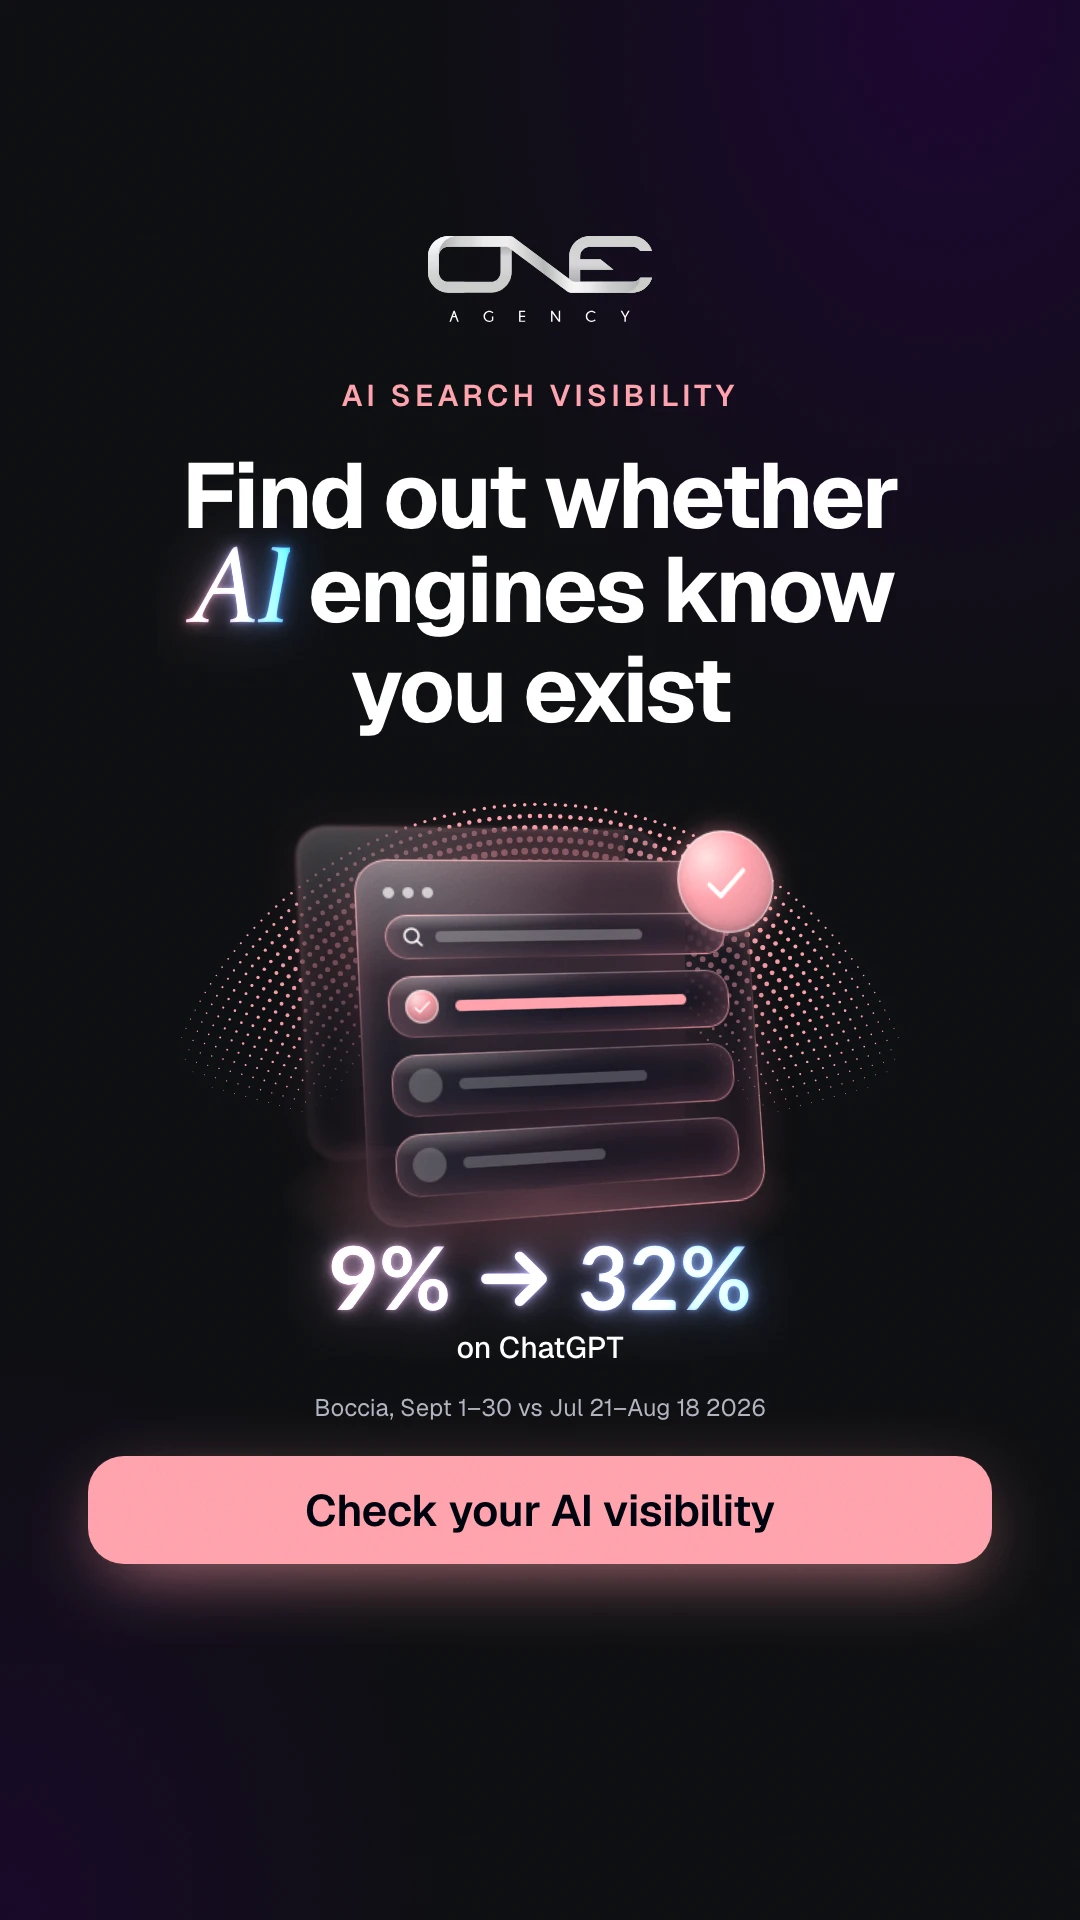 ONE
AGENCY
AI SEARCH VISIBILITY
Find out whether
AI engines know
you exist
9% → 32%
on ChatGPT
Boccia, Sept 1–30 vs Jul 21–Aug 18 2026
Check your AI visibility